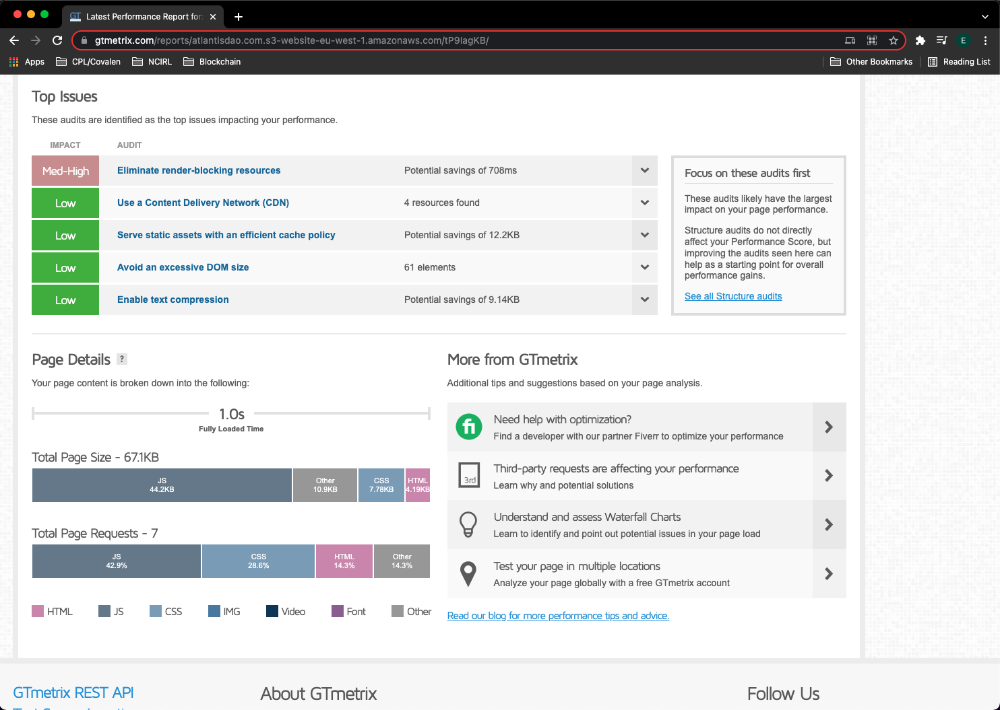 GT Latest Performance Report for:
gtmetrix.com/reports/atlantisdao.com.s3-website-eu-west-1.amazonaws.com/tP9lagKB/
E
Apps CPL/Covalen NCIRL Blockchain Other Bookmarks Reading List
Top Issues
These audits are identified as the top issues impacting your performance.
IMPACT AUDIT
Med-High Eliminate render-blocking resources Potential savings of 708ms
Low Use a Content Delivery Network (CDN) 4 resources found
Low Serve static assets with an efficient cache policy Potential savings of 12.2KB
Low Avoid an excessive DOM size 61 elements
Low Enable text compression Potential savings of 9.14KB
Focus on these audits first
These audits likely have the largest
impact on your page performance.
Structure audits do not directly
affect your Performance Score, but
improving the audits seen here can
help as a starting point for overall
performance gains.
See all Structure audits
Page Details ?
Your page content is broken down into the following:
1.0s
Fully Loaded Time
Total Page Size - 67.1KB
JS Other CSS HTML
44.2KB 10.9KB 7.78KB 4.19KB
Total Page Requests - 7
JS CSS HTML Other
42.9% 28.6% 14.3% 14.3%
HTML JS CSS IMG Video Font Other
More from GTmetrix
Additional tips and suggestions based on your page analysis.
fi
Need help with optimization?
Find a developer with our partner Fiverr to optimize your performance
3rd
Third-party requests are affecting your performance
Learn why and potential solutions
Understand and assess Waterfall Charts
Learn to identify and point out potential issues in your page load
Test your page in multiple locations
Analyze your page globally with a free GTmetrix account
Read our blog for more performance tips and advice.
GTmetrix REST API About GTmetrix Follow Us